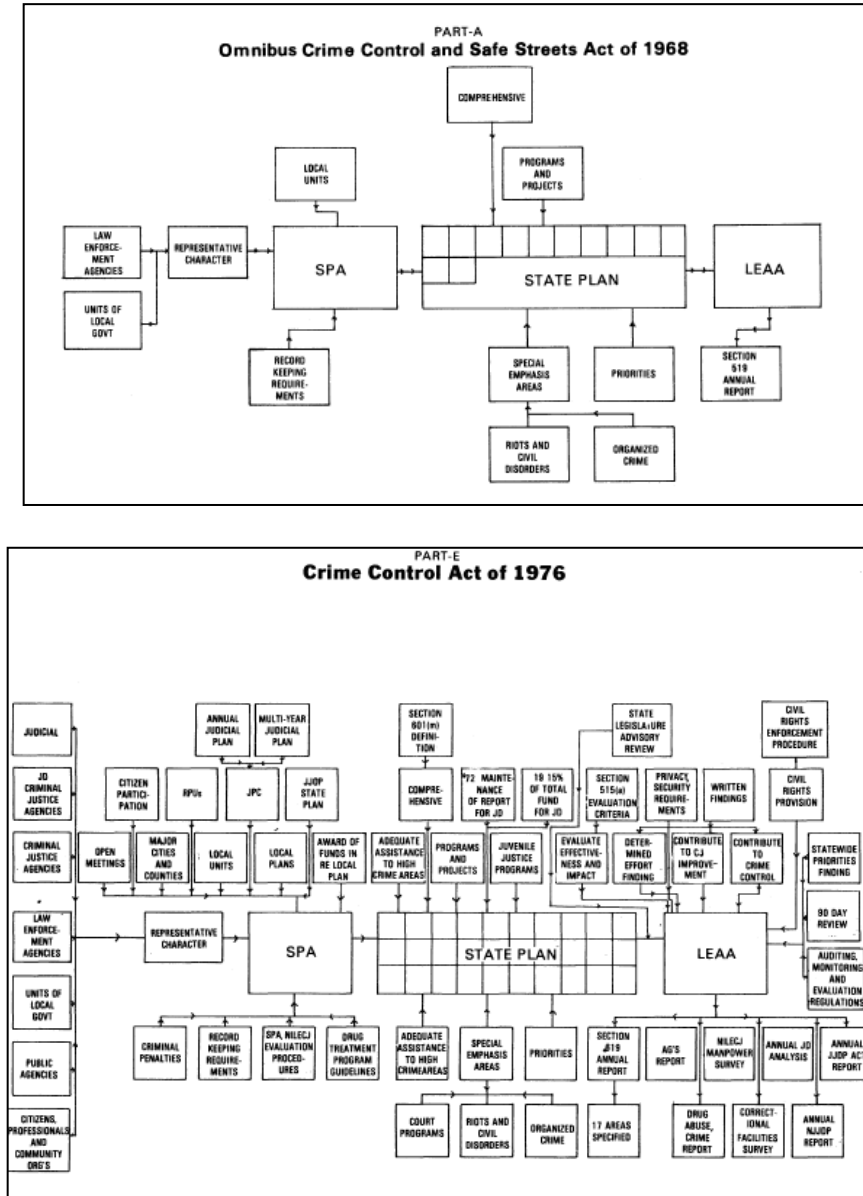 PART-A
Omnibus Crime Control and Safe Streets Act of 1968
COMPREHENSIVE
LOCAL
UNITS
PROGRAMS
AND
PROJECTS
LAW
ENFORCE-
MENT
AGENCIES
REPRESENTATIVE
CHARACTER
SPA
STATE PLAN
LEAA
UNITS OF
LOCAL
GOVT
RECORD
KEEPING
REQUIRE-
MENTS
SPECIAL
EMPHASIS
AREAS
PRIORITIES
SECTION
519
ANNUAL
REPORT
RIOTS AND
CIVIL
DISORDERS
ORGANIZED
CRIME
PART-E
Crime Control Act of 1976
JUDICIAL
ANNUAL
JUDICIAL
PLAN
MULTI-YEAR
JUDICIAL
PLAN
SECTION
601(m)
DEFINITION
STATE
LEGISLATURE
ADVISORY
REVIEW
CIVIL
RIGHTS
ENFORCEMENT
PROCEDURE
JD
CRIMINAL
JUSTICE
AGENCIES
CITIZEN
PARTICI-
PATION
RPUs
JPC
JJDP
STATE
PLAN
COMPREHENSIVE
'72 MAINTE-
NANCE
OF REPORT
FOR JD
19 15%
OF TOTAL
FUND
FOR JD
SECTION
515(a)
EVALUATION
CRITERIA
PRIVACY,
SECURITY
REQUIRE-
MENTS
WRITTEN
FINDINGS
CIVIL
RIGHTS
PROVISION
CRIMINAL
JUSTICE
AGENCIES
OPEN
MEETINGS
MAJOR
CITIES
AND
COUNTIES
LOCAL
UNITS
LOCAL
PLANS
AWARD OF
FUNDS IN
RE LOCAL
PLAN
ADEQUATE
ASSISTANCE
TO HIGH
CRIME AREAS
PROGRAMS
AND
PROJECTS
JUVENILE
JUSTICE
PROGRAMS
EVALUATE
EFFECTIVE-
NESS AND
IMPACT
DETER-
MINED
EFFORT
FINDING
CONTRIBUTE
TO CJ
IMPROVE-
MENT
CONTRIBUTE
TO
CRIME
CONTROL
STATEWIDE
PRIORITIES
FINDING
LAW
ENFORCE-
MENT
AGENCIES
REPRESENTATIVE
CHARACTER
SPA
STATE PLAN
LEAA
90 DAY
REVIEW
UNITS OF
LOCAL
GOVT
AUDITING,
MONITORING
AND
EVALUATION
REGULATIONS
PUBLIC
AGENCIES
CRIMINAL
PENALTIES
RECORD
KEEPING
REQUIRE-
MENTS
SPA, NILECJ
EVALUATION
PROCED-
URES
DRUG
TREATMENT
PROGRAM
GUIDELINES
ADEQUATE
ASSISTANCE
TO HIGH
CRIMEAREAS
SPECIAL
EMPHASIS
AREAS
PRIORITIES
SECTION
519
ANNUAL
REPORT
AG'S
REPORT
NILECJ
MANPOWER
SURVEY
ANNUAL JD
ANALYSIS
ANNUAL
JJDP ACT
REPORT
CITIZENS,
PROFESSIONALS
AND
COMMUNITY
ORG'S
COURT
PROGRAMS
RIOTS AND
CIVIL
DISORDERS
ORGANIZED
CRIME
17 AREAS
SPECIFIED
DRUG
ABUSE,
CRIME
REPORT
CORRECT-
IONAL
FACILITIES
SURVEY
ANNUAL
NJJDP
REPORT